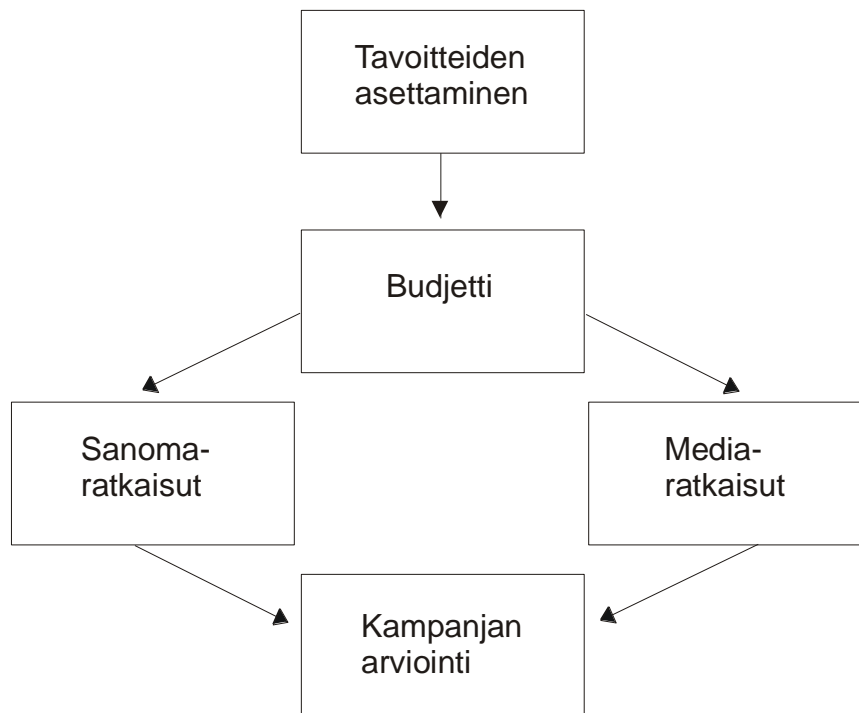 Tavoitteiden
asettaminen
Budjetti
Sanoma-
ratkaisut
Media-
ratkaisut
Kampanjan
arviointi